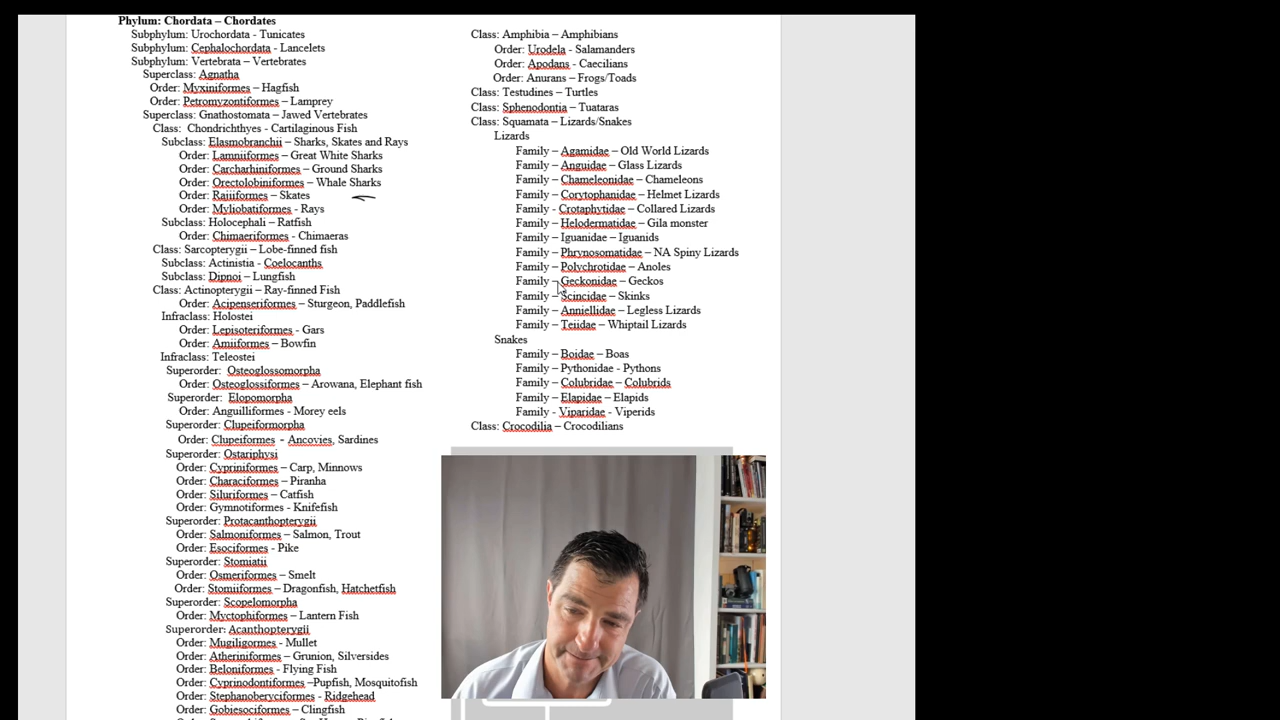 Phylum: Chordata – Chordates
Subphylum: Urochordata - Tunicates
Subphylum: Cephalochordata - Lancelets
Subphylum: Vertebrata – Vertebrates
Superclass: Agnatha
Order: Myxiniformes – Hagfish
Order: Petromyzontiformes – Lamprey
Superclass: Gnathostomata – Jawed Vertebrates
Class: Chondrichthyes - Cartilaginous Fish
Subclass: Elasmobranchii – Sharks, Skates and Rays
Order: Lamniiformes – Great White Sharks
Order: Carcharhiniformes – Ground Sharks
Order: Orectolobiniformes – Whale Sharks
Order: Rajiiformes – Skates
Order: Myliobatiformes - Rays
Subclass: Holocephali – Ratfish
Order: Chimaeriformes - Chimaeras
Class: Sarcopterygii – Lobe-finned fish
Subclass: Actinistia - Coelocanths
Subclass: Dipnoi – Lungfish
Class: Actinopterygii – Ray-finned Fish
Order: Acipenseriformes – Sturgeon, Paddlefish
Infraclass: Holostei
Order: Lepisoteriformes - Gars
Order: Amiiformes – Bowfin
Infraclass: Teleostei
Superorder: Osteoglossomorpha
Order: Osteoglossiformes – Arowana, Elephant fish
Superorder: Elopomorpha
Order: Anguilliformes - Morey eels
Superorder: Clupeiformorpha
Order: Clupeiformes - Ancovies, Sardines
Superorder: Ostariphysi
Order: Cypriniformes – Carp, Minnows
Order: Characiformes – Piranha
Order: Siluriformes – Catfish
Order: Gymnotiformes - Knifefish
Superorder: Protacanthopterygii
Order: Salmoniformes – Salmon, Trout
Order: Esociformes - Pike
Superorder: Stomiatii
Order: Osmeriformes – Smelt
Order: Stomiiformes – Dragonfish, Hatchetfish
Superorder: Scopelomorpha
Order: Myctophiformes – Lantern Fish
Superorder: Acanthopterygii
Order: Mugiligormes - Mullet
Order: Atheriniformes – Grunion, Silversides
Order: Beloniformes - Flying Fish
Order: Cyprinodontiformes –Pupfish, Mosquitofish
Order: Stephanoberyciformes - Ridgehead
Order: Gobiesociformes – Clingfish
Class: Amphibia – Amphibians
Order: Urodela - Salamanders
Order: Apodans - Caecilians
Order: Anurans – Frogs/Toads
Class: Testudines – Turtles
Class: Sphenodontia – Tuataras
Class: Squamata – Lizards/Snakes
Lizards
Family – Agamidae – Old World Lizards
Family – Anguidae – Glass Lizards
Family – Chameleonidae – Chameleons
Family – Corytophanidae – Helmet Lizards
Family - Crotaphytidae – Collared Lizards
Family – Helodermatidae – Gila monster
Family – Iguanidae – Iguanids
Family – Phrynosomatidae – NA Spiny Lizards
Family – Polychrotidae – Anoles
Family – Geckonidae – Geckos
Family – Scincidae – Skinks
Family – Anniellidae – Legless Lizards
Family – Teiidae – Whiptail Lizards
Snakes
Family – Boidae – Boas
Family – Pythonidae - Pythons
Family – Colubridae – Colubrids
Family – Elapidae – Elapids
Family - Viparidae - Viperids
Class: Crocodilia – Crocodilians